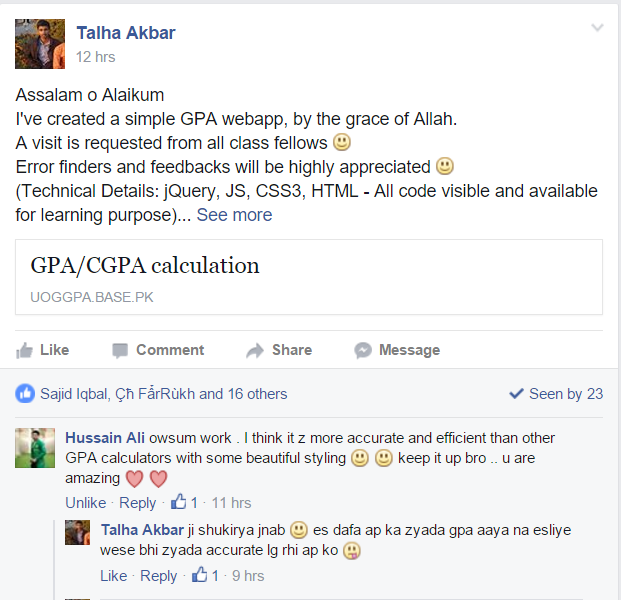 Talha Akbar
12 hrs
Assalam o Alaikum
I've created a simple GPA webapp, by the grace of Allah.
A visit is requested from all class fellows 🙂
Error finders and feedbacks will be highly appreciated 🙂
(Technical Details: jQuery, JS, CSS3, HTML - All code visible and available
for learning purpose)... See more
GPA/CGPA calculation
UOGGPA.BASE.PK
Like Comment Share Message
Sajid Iqbal, Çħ FẩrRùkh and 16 others Seen by 23
Hussain Ali owsum work . I think it z more accurate and efficient than other
GPA calculators with some beautiful styling 🙂 🙂 keep it up bro .. u are
amazing ❤ ❤
Unlike · Reply · 1 · 11 hrs
Talha Akbar ji shukirya jnab 🙂 es dafa ap ka zyada gpa aaya na esliye
wese bhi zyada accurate lg rhi ap ko 😜
Like · Reply · 1 · 9 hrs